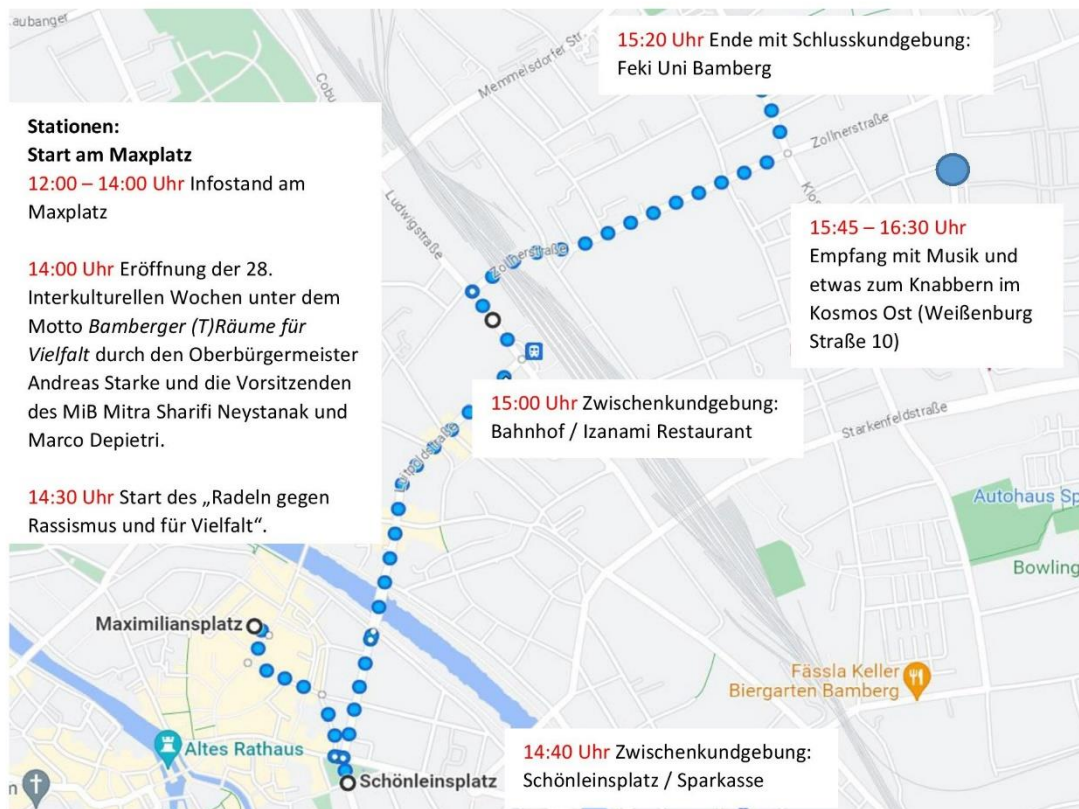 aubanger
Cobu
Memmelsdorfer Str.
15:20 Uhr Ende mit Schlusskundgebung:
Feki Uni Bamberg
Stationen:
Start am Maxplatz
12:00 – 14:00 Uhr Infostand am
Maxplatz
14:00 Uhr Eröffnung der 28.
Interkulturellen Wochen unter dem
Motto Bamberger (T)Räume für
Vielfalt durch den Oberbürgermeister
Andreas Starke und die Vorsitzenden
des MiB Mitra Sharifi Neystanak und
Marco Depietri.
14:30 Uhr Start des „Radeln gegen
Rassismus und für Vielfalt“.
Ludwigstraße
Zollnerstraße
Zollnerstraße
Klos
15:45 – 16:30 Uhr
Empfang mit Musik und
etwas zum Knabbern im
Kosmos Ost (Weißenburg
Straße 10)
15:00 Uhr Zwischenkundgebung:
Bahnhof / Izanami Restaurant
Starkenfeldstraße
itpoldstraße
Autohaus Sp
Bowling
Maximiliansplatz
Fässla Keller
Biergarten Bamberg
Altes Rathaus
14:40 Uhr Zwischenkundgebung:
Schönleinsplatz / Sparkasse
Schönleinsplatz
m